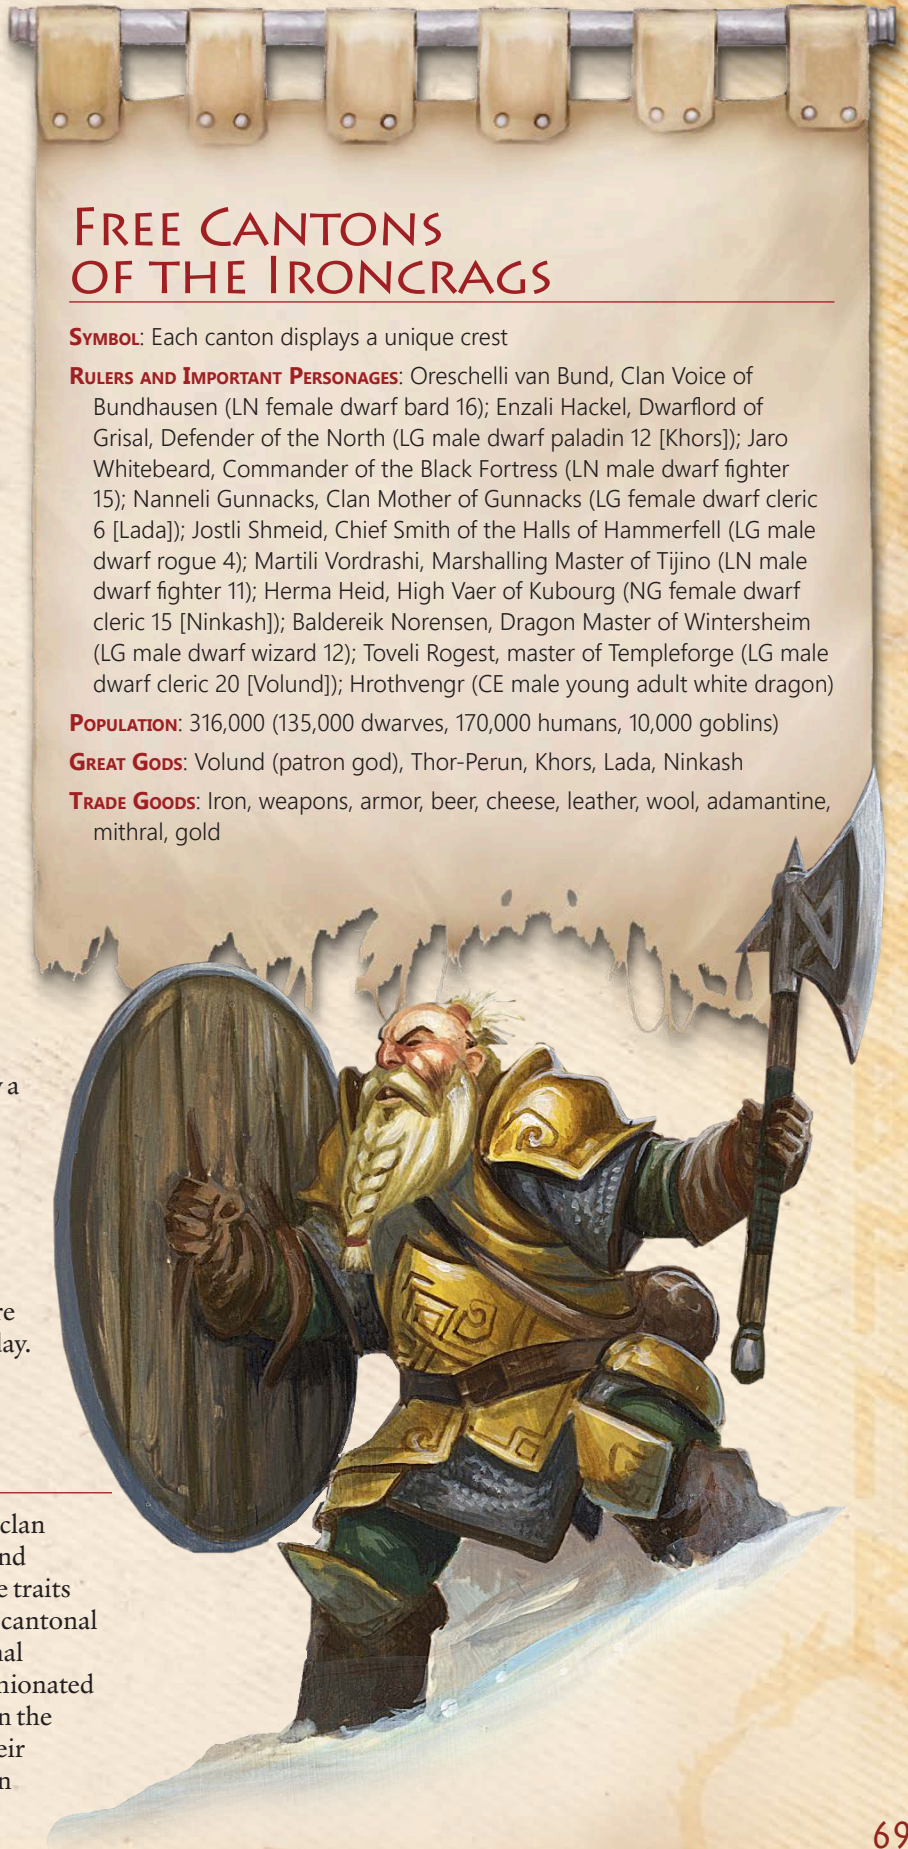 FREE CANTONS
OF THE IRONCRAGS
SYMBOL: Each canton displays a unique crest
RULERS AND IMPORTANT PERSONAGES: Oreschelli van Bund, Clan Voice of
Bundhausen (LN female dwarf bard 16); Enzali Hackel, Dwarflord of
Grisal, Defender of the North (LG male dwarf paladin 12 [Khors]); Jaro
Whitebeard, Commander of the Black Fortress (LN male dwarf fighter
15); Nanneli Gunnacks, Clan Mother of Gunnacks (LG female dwarf cleric
6 [Lada]); Jostli Shmeid, Chief Smith of the Halls of Hammerfell (LG male
dwarf rogue 4); Martili Vordrashi, Marshalling Master of Tijino (LN male
dwarf fighter 11); Herma Heid, High Vaer of Kubourg (NG female dwarf
cleric 15 [Ninkash]); Baldereik Norensen, Dragon Master of Wintersheim
(LG male dwarf wizard 12); Toveli Rogest, master of Templeforge (LG male
dwarf cleric 20 [Volund]); Hrothvengr (CE male young adult white dragon)
POPULATION: 316,000 (135,000 dwarves, 170,000 humans, 10,000 goblins)
GREAT GODS: Volund (patron god), Thor-Perun, Khors, Lada, Ninkash
TRADE GOODS: Iron, weapons, armor, beer, cheese, leather, wool, adamantine,
mithral, gold
a
clan
traits
cantonal
n the
69